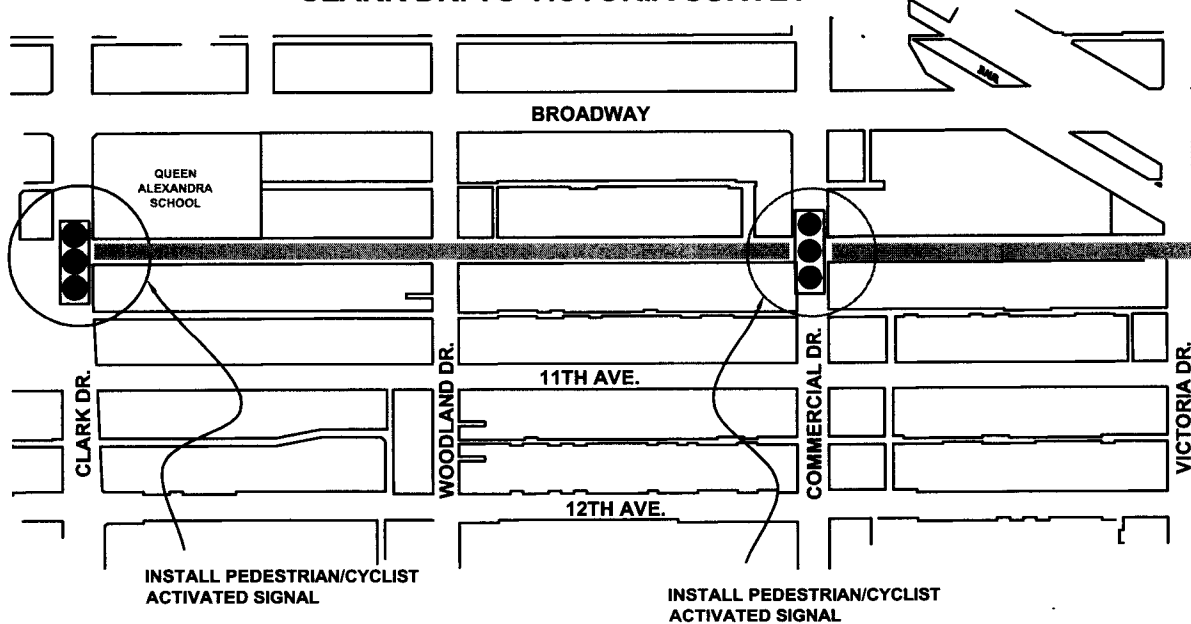 BROADWAY
QUEEN
ALEXANDRA
SCHOOL
CLARK DR.
WOODLAND DR.
11TH AVE.
COMMERCIAL DR.
VICTORIA DR.
12TH AVE.
INSTALL PEDESTRIAN/CYCLIST
ACTIVATED SIGNAL
INSTALL PEDESTRIAN/CYCLIST
ACTIVATED SIGNAL